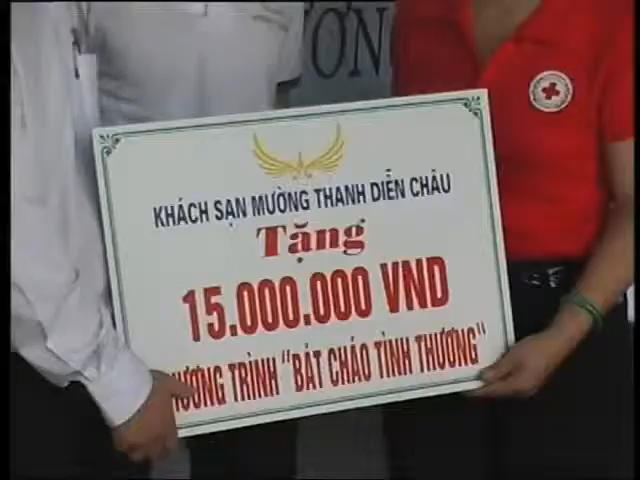 ƠN
KHÁCH SẠN MƯỜNG THANH DIỄN CHÂU
Tặng
15.000.000 VND
ƯƠNG TRÌNH "BÁT CHÁO TÌNH THƯƠNG"